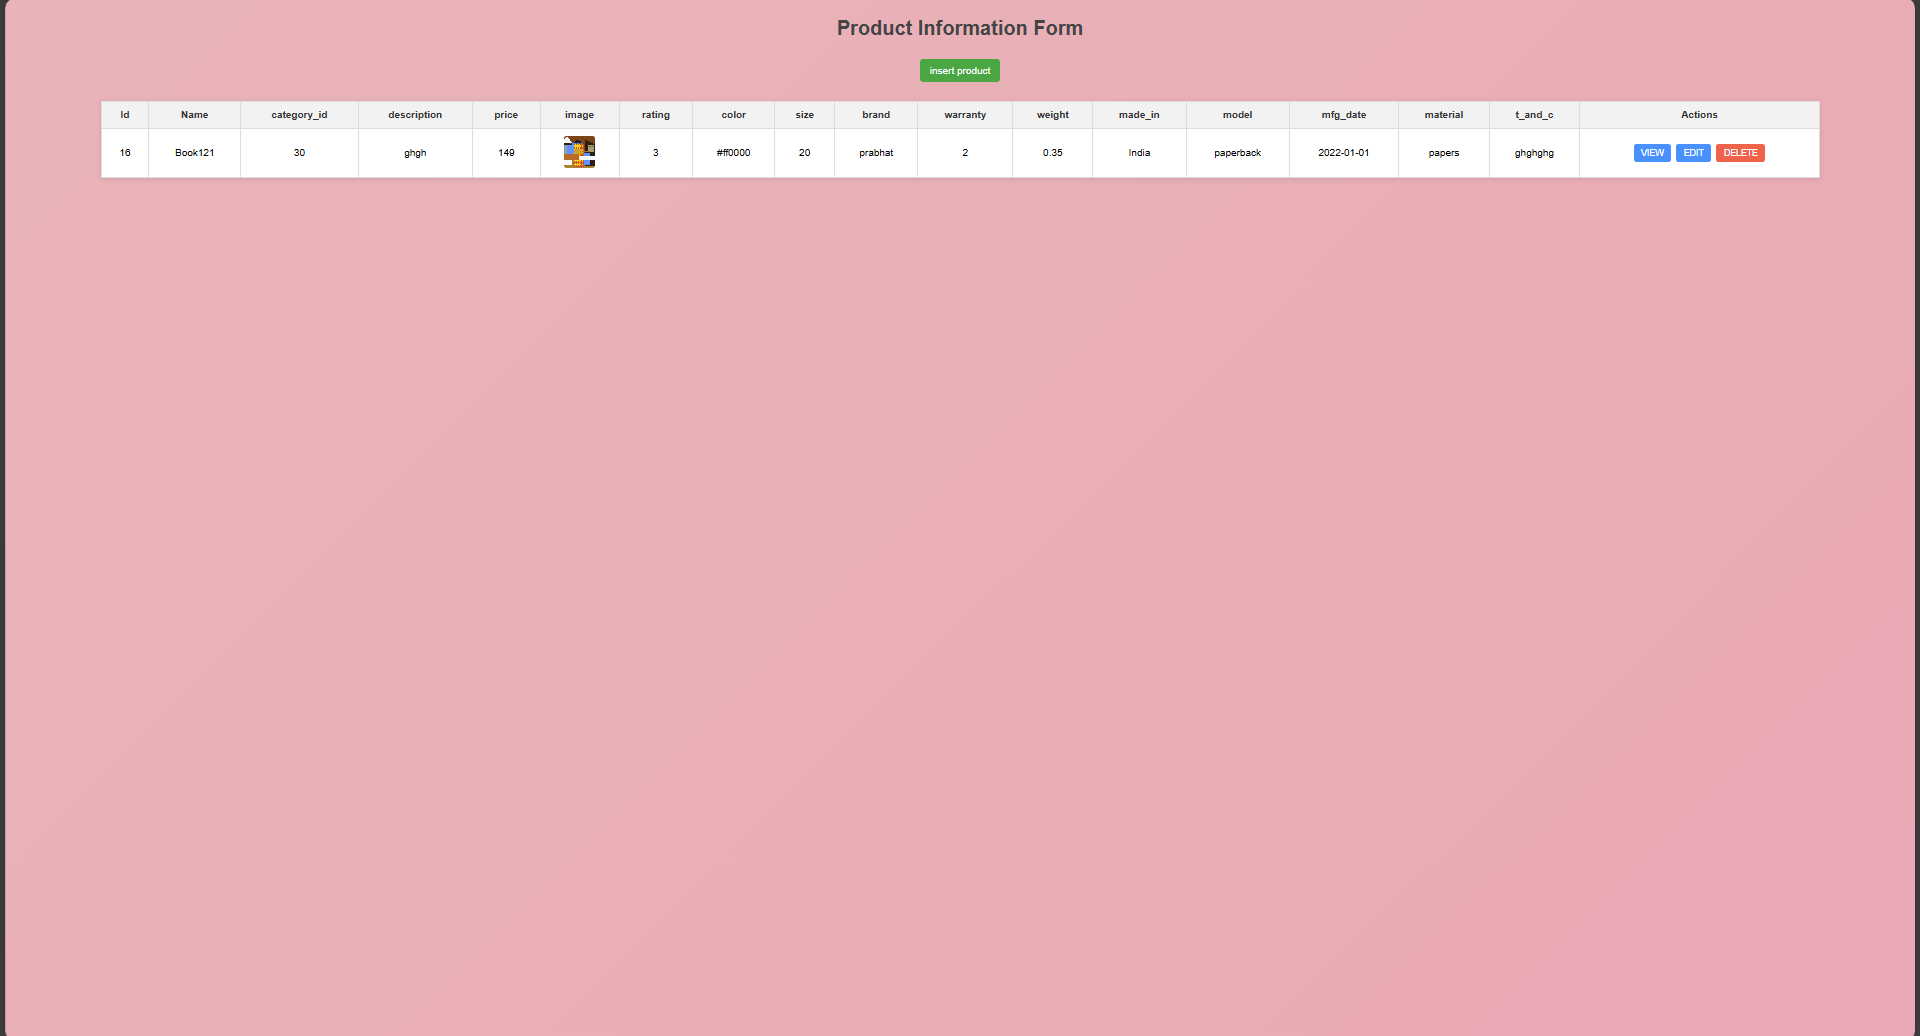 Product Information Form
insert product
Id Name category_id description price image rating color size brand warranty weight made_in model mfg_date material t_and_c Actions
16 Book121 30 ghgh 149 3 #ff0000 20 prabhat 2 0.35 India paperback 2022-01-01 papers ghghghg VIEW EDIT DELETE